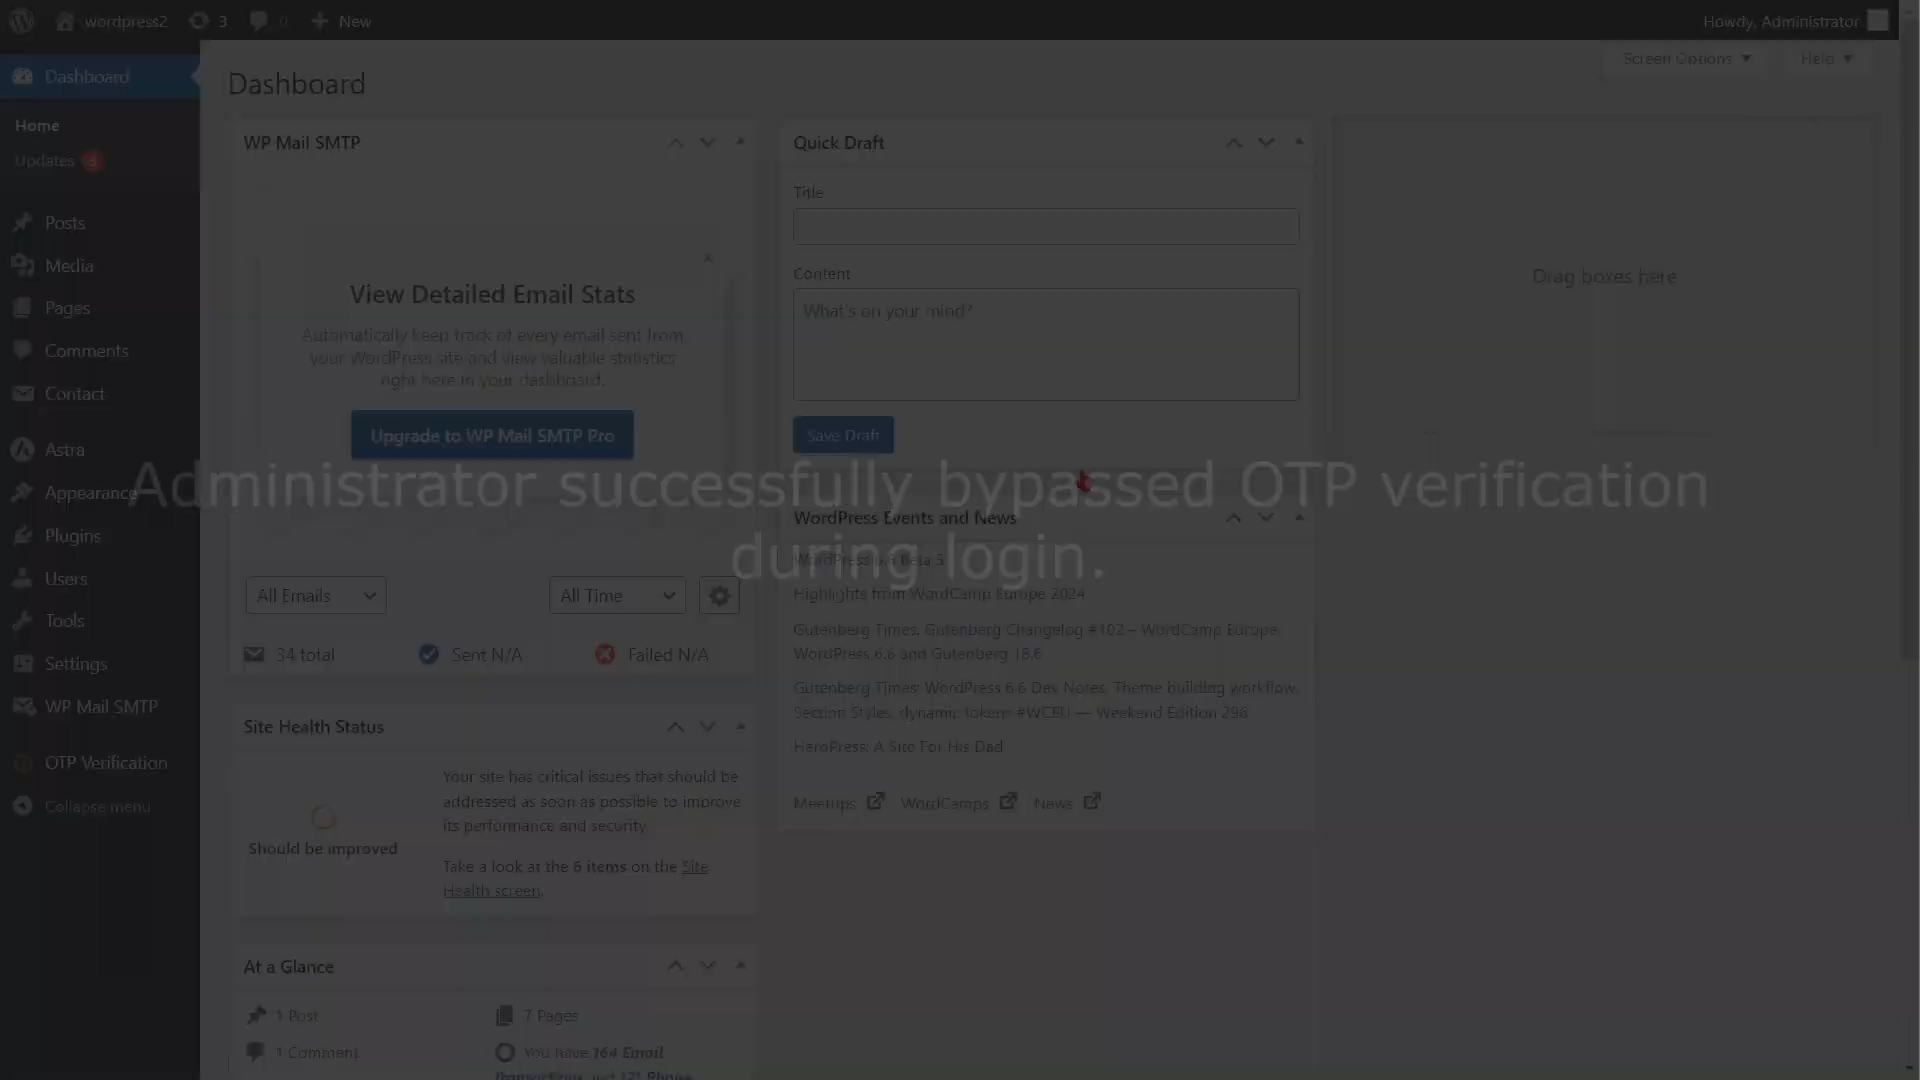 wordpress2
3
0
New
Howdy, Administrator
Dashboard
Home
Updates
Posts
Media
Pages
Comments
Contact
Astra
Appearance
Plugins
Users
Tools
Settings
WP Mail SMTP
OTP Verification
Collapse menu
Screen Options
Help
Dashboard
WP Mail SMTP
View Detailed Email Stats
Automatically keep track of every email sent from
your WordPress site and view valuable statistics
right here in your dashboard.
Upgrade to WP Mail SMTP Pro
Administrator successfully bypassed OTP verification
during login.
All Emails
All Time
34 total
Sent N/A
Failed N/A
Site Health Status
Should be improved
Your site has critical issues that should be
addressed as soon as possible to improve
its performance and security
Take a look at the 6 items on the Site
Health screen.
At a Glance
1 Post
7 Pages
1 Comment
You have 164 Email
Quick Draft
Title
Content
What's on your mind?
Save Draft
WordPress Events and News
WordPress 6.6 Beta 3
Highlights from WordCamp Europe 2024
Gutenberg Times: Gutenberg Changelog #102 – WordCamp Europe,
WordPress 6.6 and Gutenberg 18.6
Gutenberg Times: WordPress 6.6 Dev Notes, Theme building workflow,
Section Styles, dynamic tokens #WCEU — Weekend Edition 296
HeroPress: A Site For His Dad
Meetups
WordCamps
News
Drag boxes here